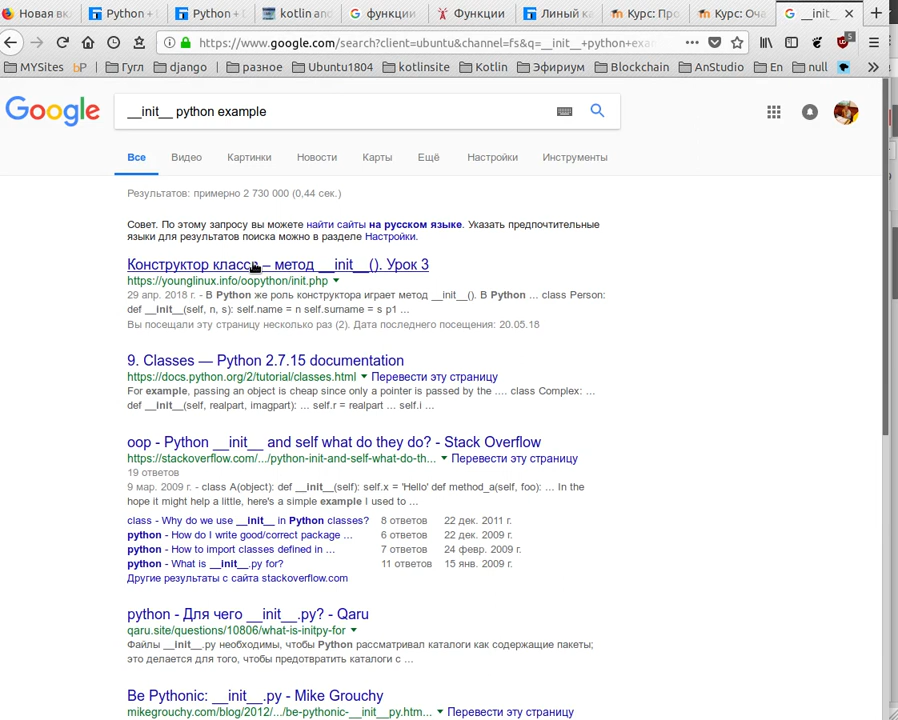 Новая вк
Python +
Python +
kotlin an
функции
Функции
Линый к
Курс: Пр
Курс: Оч
__init_
https://www.google.com/search?client=ubuntu&channel=fs&q=__init__+python+exa
5
MYSites
bP
Гугл
django
разное
Ubuntu1804
kotlinsite
Kotlin
Эфириум
Blockchain
AnStudio
En
null
Google
__init__ python example
Все Видео Картинки Новости Карты Ещё Настройки Инструменты
Результатов: примерно 2 730 000 (0,44 сек.)
Совет. По этому запросу вы можете найти сайты на русском языке. Указать предпочтительные
языки для результатов поиска можно в разделе Настройки.
Конструктор класса – метод __init__(). Урок 3
https://younglinux.info/oopython/init.php
29 апр. 2018 г. - В Python же роль конструктора играет метод __init__(). В Python ... class Person:
def __init__(self, n, s): self.name = n self.surname = s p1 ...
Вы посещали эту страницу несколько раз (2). Дата последнего посещения: 20.05.18
9. Classes — Python 2.7.15 documentation
https://docs.python.org/2/tutorial/classes.html Перевести эту страницу
For example, passing an object is cheap since only a pointer is passed by the .... class Complex: ...
def __init__(self, realpart, imagpart): ... self.r = realpart ... self.i ...
oop - Python __init__ and self what do they do? - Stack Overflow
https://stackoverflow.com/.../python-init-and-self-what-do-th... Перевести эту страницу
19 ответов
9 мар. 2009 г. - class A(object): def __init__(self): self.x = 'Hello' def method_a(self, foo): ... In the
hope it might help a little, here's a simple example I used to ...
class - Why do we use __init__ in Python classes? 8 ответов 22 дек. 2011 г.
python - How do I write good/correct package ... 6 ответов 22 дек. 2009 г.
python - How to import classes defined in ... 7 ответов 24 февр. 2009 г.
python - What is __init__.py for? 11 ответов 15 янв. 2009 г.
Другие результаты с сайта stackoverflow.com
python - Для чего __init__.py? - Qaru
qaru.site/questions/10806/what-is-initpy-for
Файлы __init__.py необходимы, чтобы Python рассматривал каталоги как содержащие пакеты;
это делается для того, чтобы предотвратить каталоги с ...
Be Pythonic: __init__.py - Mike Grouchy
mikegrouchy.com/blog/2012/.../be-pythonic-__init__py.htm... Перевести эту страницу